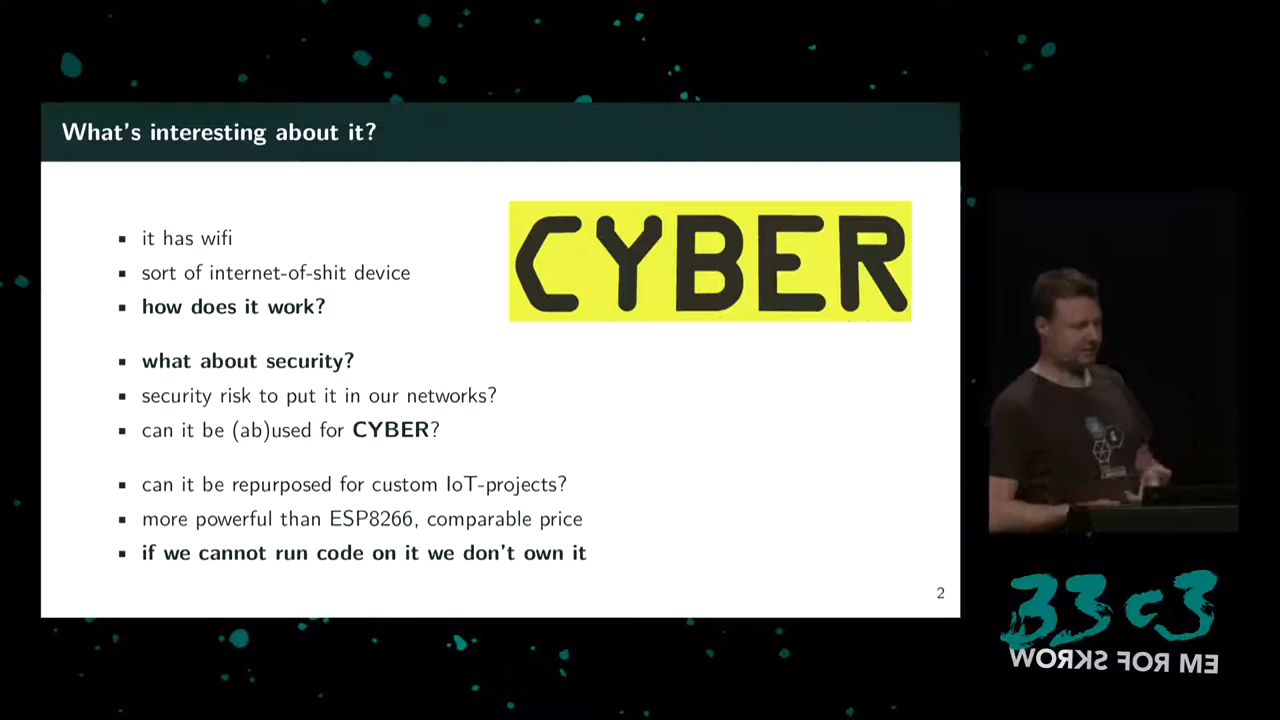 What's interesting about it?
▪ it has wifi
▪ sort of internet-of-shit device
▪ how does it work?
CYBER
▪ what about security?
▪ security risk to put it in our networks?
▪ can it be (ab)used for CYBER?
▪ can it be repurposed for custom IoT-projects?
▪ more powerful than ESP8266, comparable price
▪ if we cannot run code on it we don't own it
2
33c3
WORKS FOR ME